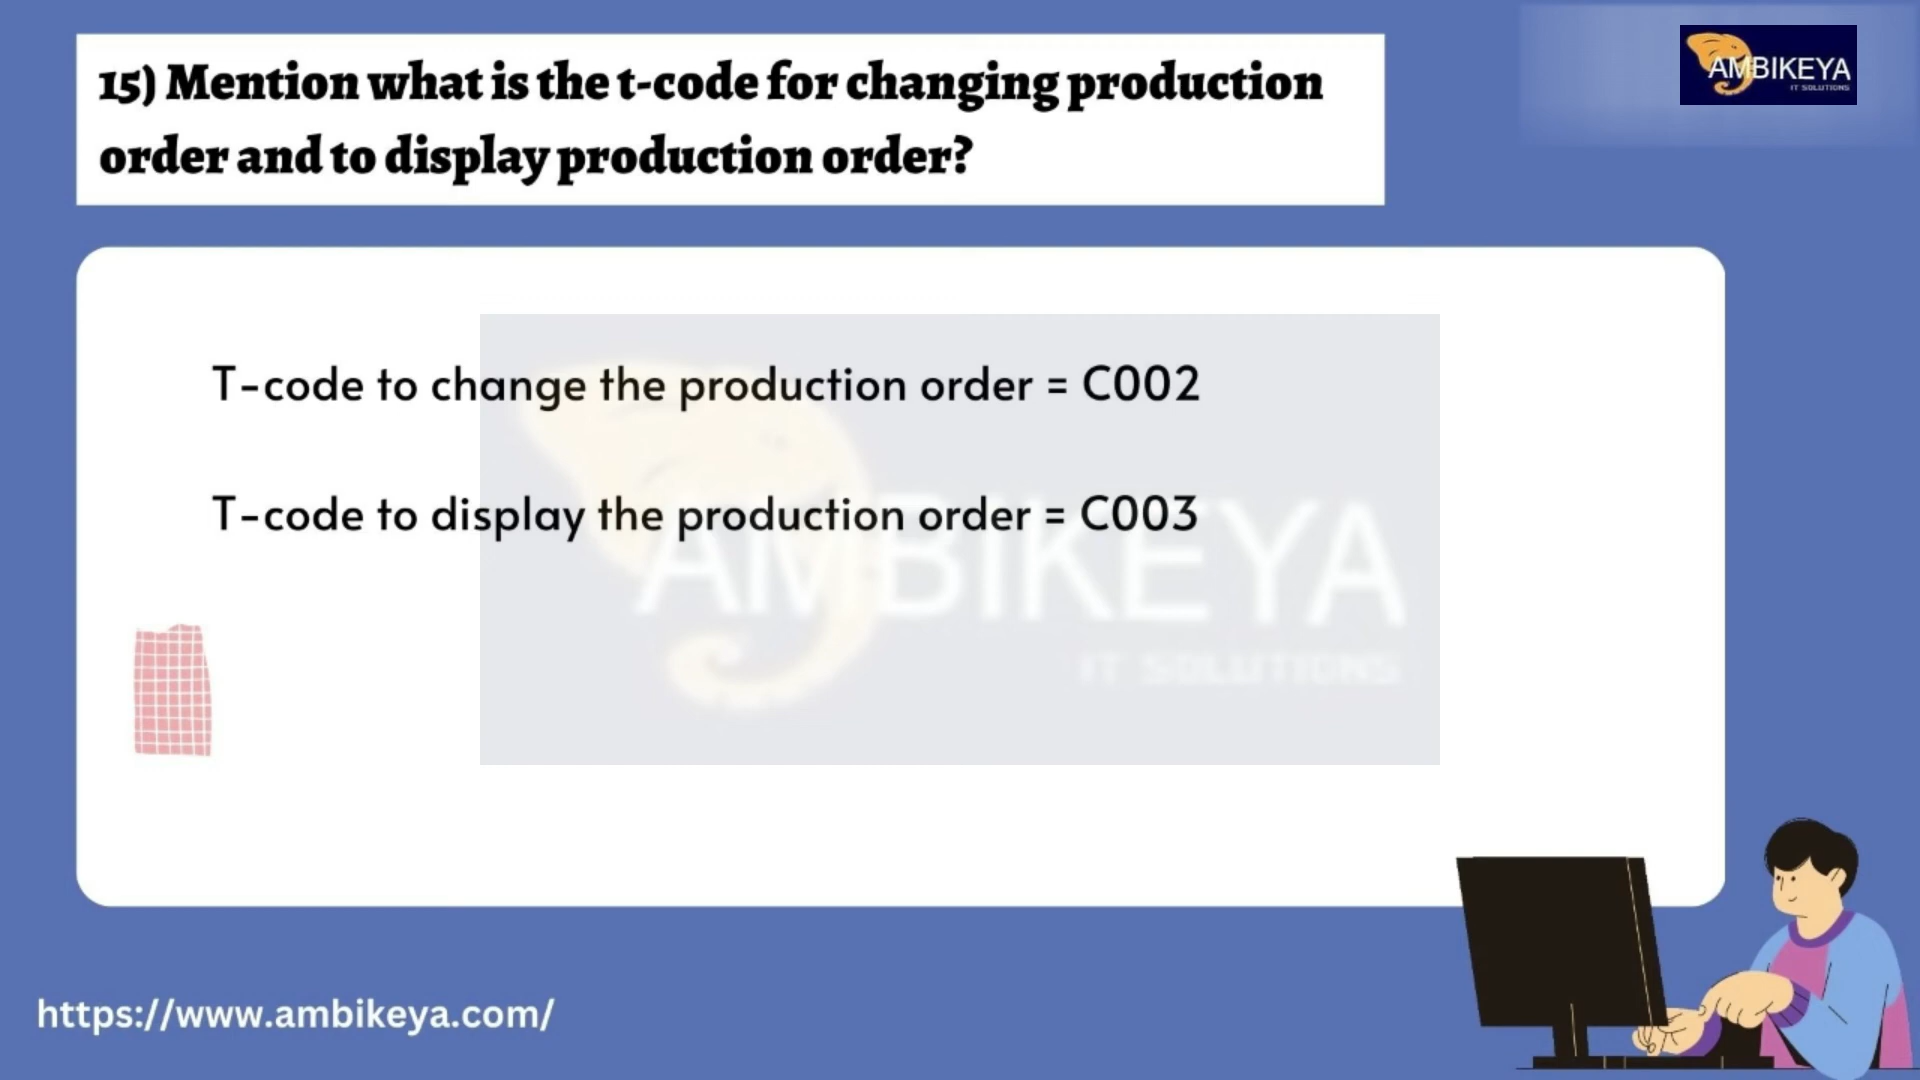 15) Mention what is the t-code for changing production
order and to display production order?
AMBIKEYA
IT SOLUTIONS
T-code to change the production order = C002
T-code to display the production order = C003
AMBIKEYA
IT SOLUTIONS
https://www.ambikeya.com/